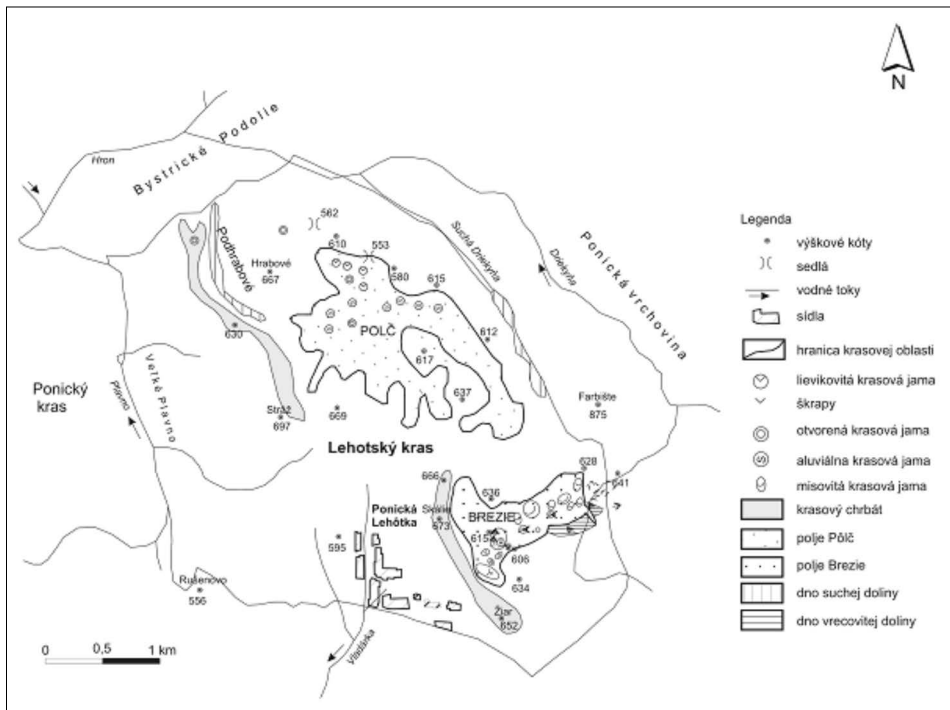 N
Hron
Bystrické Podolie
562
610
553
580
615
Podhrabové
Hrabové
667
Suchá Driekyňa
Driekyňa
Ponická vrchovina
POLČ
612
617
637
630
Ponický
kras
Plavno
Veľké Plavno
Stráž
697
669
Farbište
875
Lehotský kras
666
636
628
641
Ponická
Lehôtka
673
BREZIE
615
606
595
634
Rušenovo
556
Žiar
652
Vladárka
0 0,5 1 km
Legenda
výškové kóty
sedlá
vodné toky
sídla
hranica krasovej oblasti
lievikovitá krasová jama
škrapy
otvorená krasová jama
aluviálna krasová jama
misovitá krasová jama
krasový chrbát
polje Pôlč
polje Brezie
dno suchej doliny
dno vrecovitej doliny